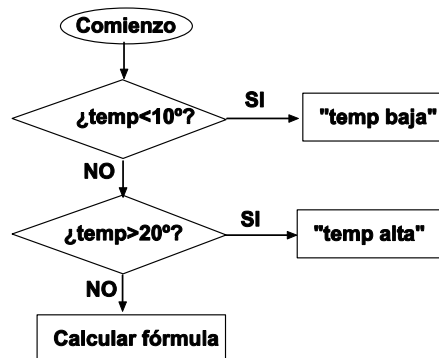 Comienzo
¿temp<10º?
SI
"temp baja"
NO
¿temp>20º?
SI
"temp alta"
NO
Calcular fórmula